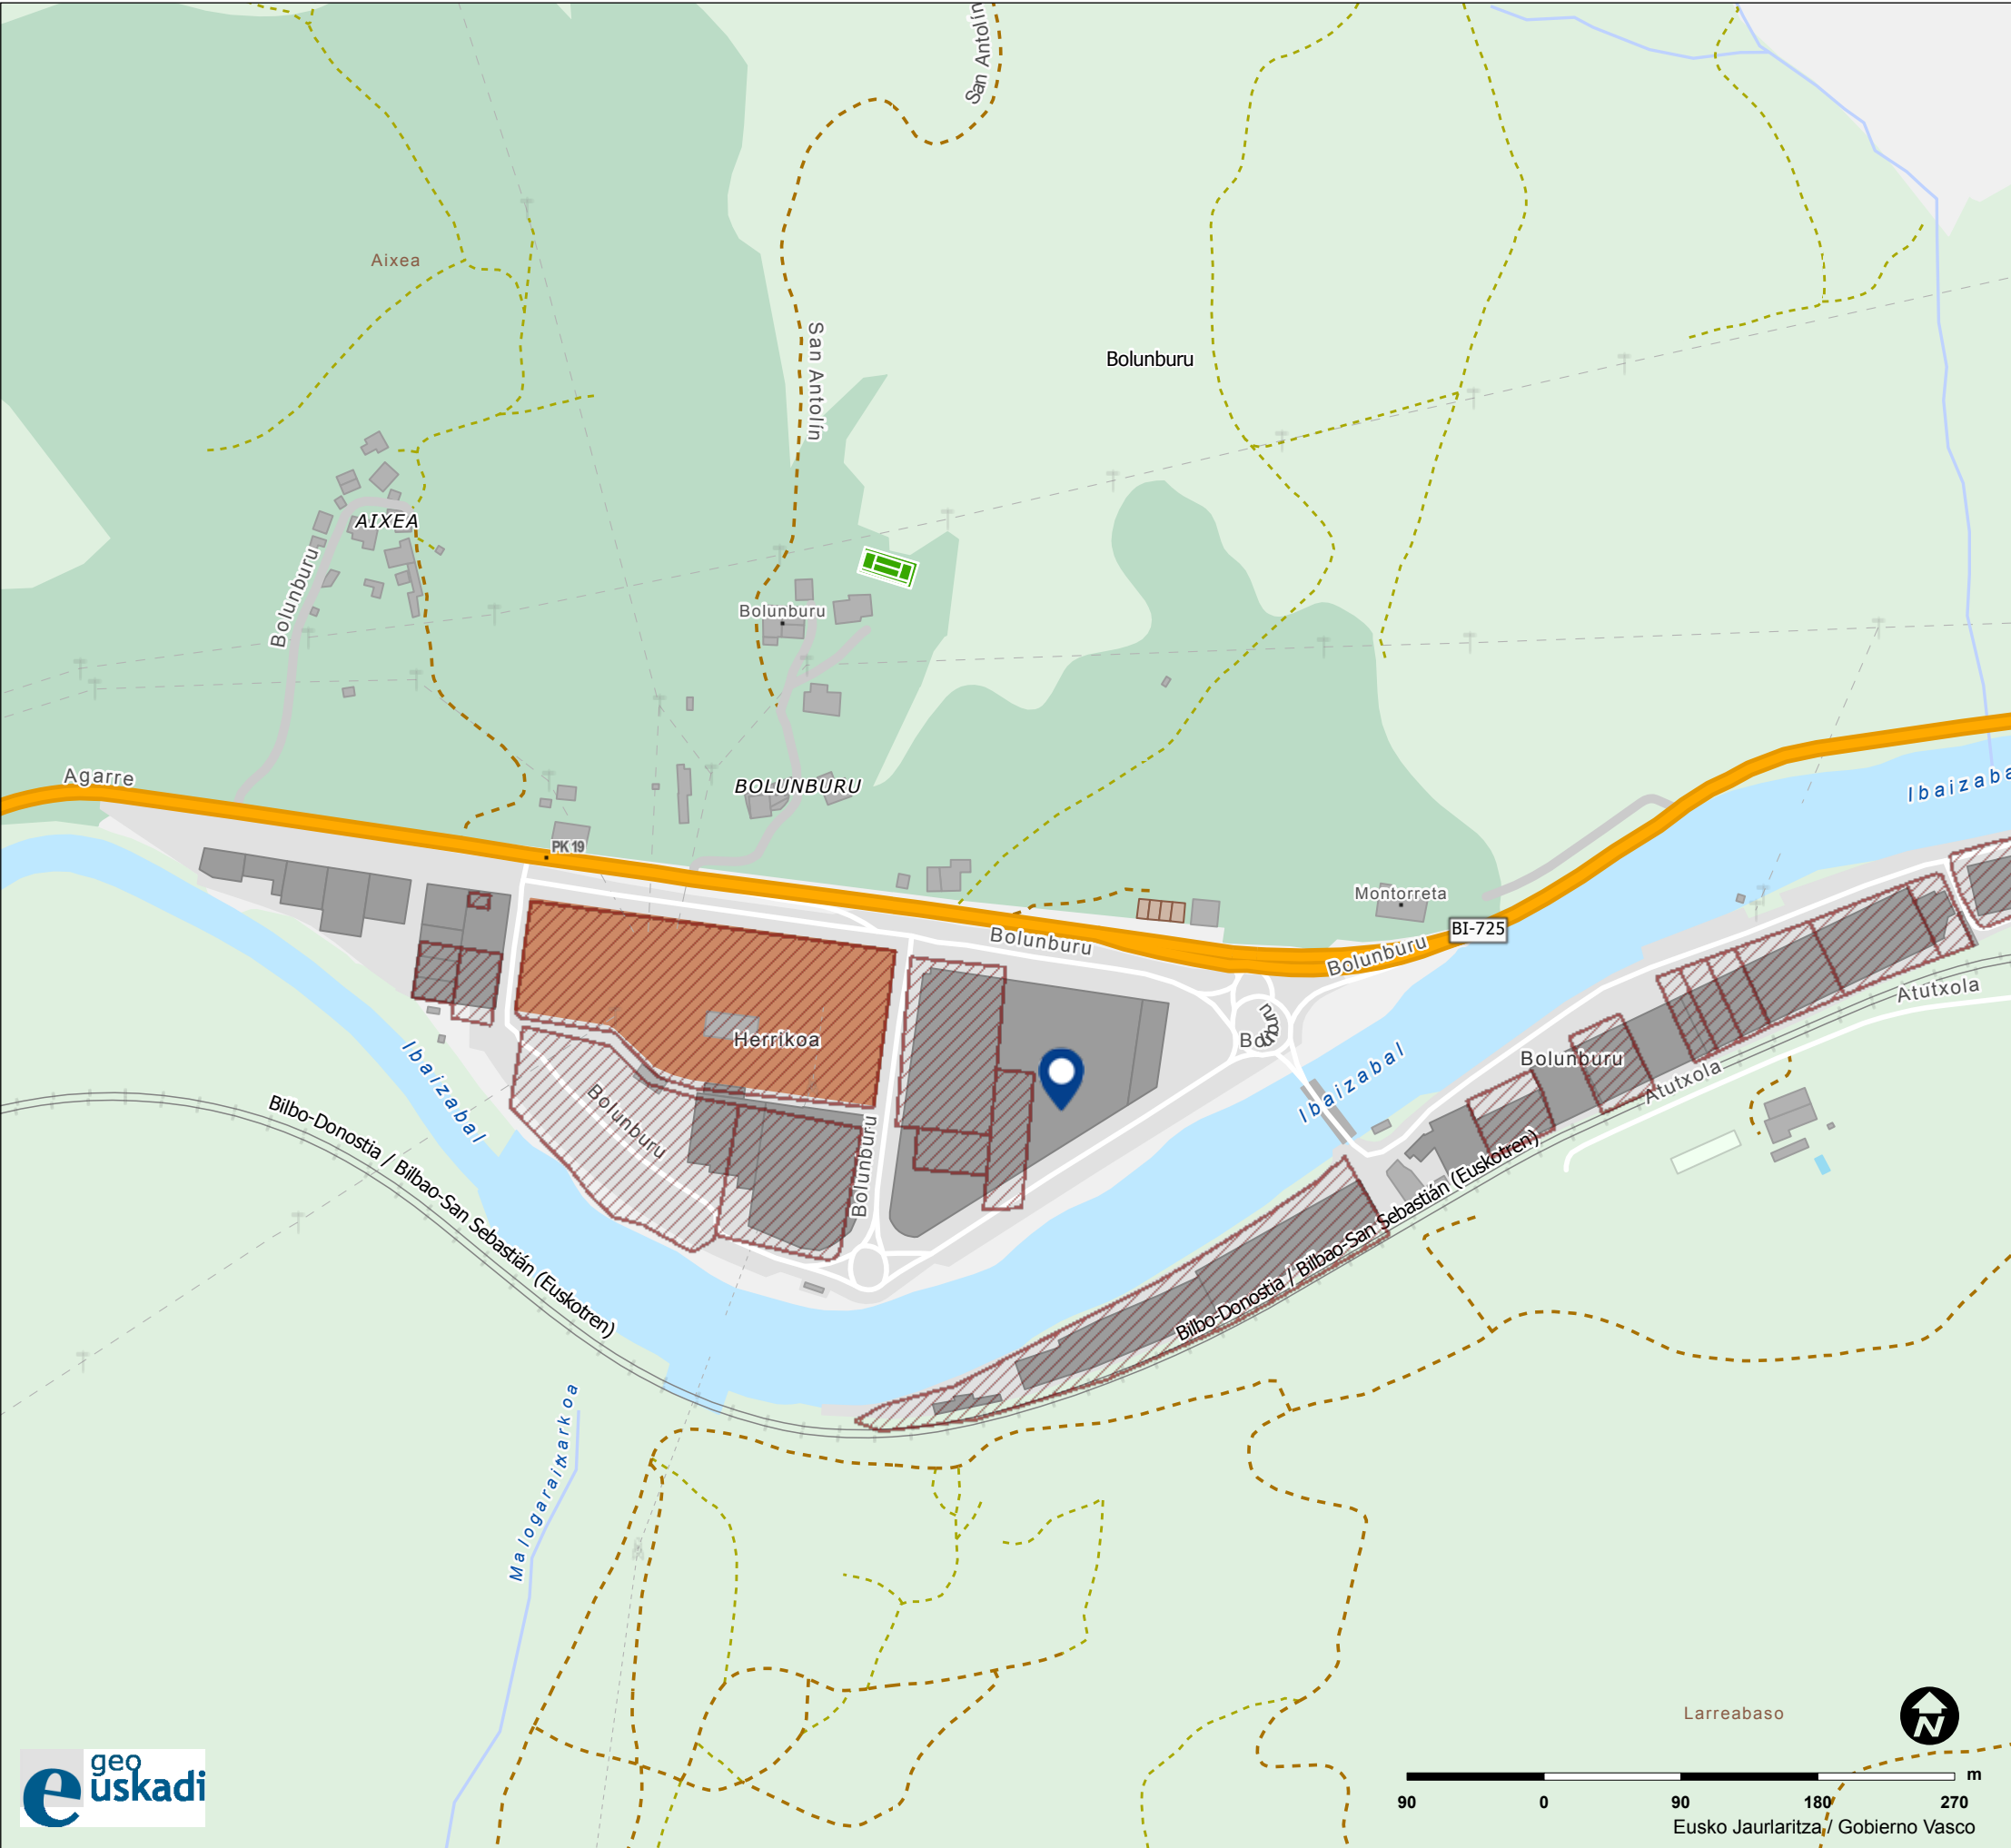 San Antolín
Aixea
San Antolín
Bolunburu
AIXEA
Bolunburu
Bolunburu
Agarre
BOLUNBURU
Ibaizaba
PK 19
Montorreta
BI-725
Bolunburu
Bolunburu
Atutxola
Herrikoa
Bolunburu
Ibaizabal
Ibaizabal
Bolunburu
Atutxola
Bolunburu
Bilbo-Donostia / Bilbao-San Sebastián (Euskotren)
Bilbo-Donostia / Bilbao-San Sebastián (Euskotren)
Malogaraitxarkoa
Larreabaso
N
geo
euskadi
m
90 0 90 180 270
Eusko Jaurlaritza / Gobierno Vasco